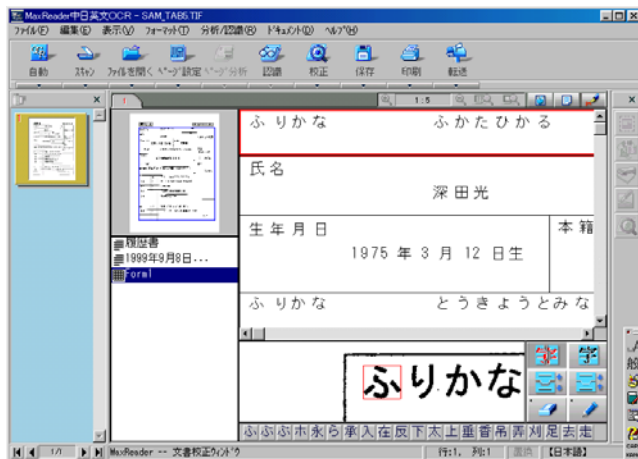 MaxReader中日英文OCR - SAM_TAB5.TIF
ファイル(F) 編集(E) 表示(V) フォーマット(T) 分析/認識(R) ドキュメント(D) ヘルプ(H)
自動 スキャン ファイルを開く ページ設定 ページ分析 認識 校正 保存 印刷 転送
1
1:5
ふりかな ふかたひかる
氏名
深田光
生年月日 本籍
1975 年 3 月 12 日生
履歴書
1999年9月8日...
Form1
ふりかな とうきょうとみな
字 字
ふりかな
ふぶぷホ永ら承入在反下太上垂香吊弄刈足去走
1/1 MaxReader -- 文書校正ウィンドウ 行:1, 列:1 置換 【日本語】
般